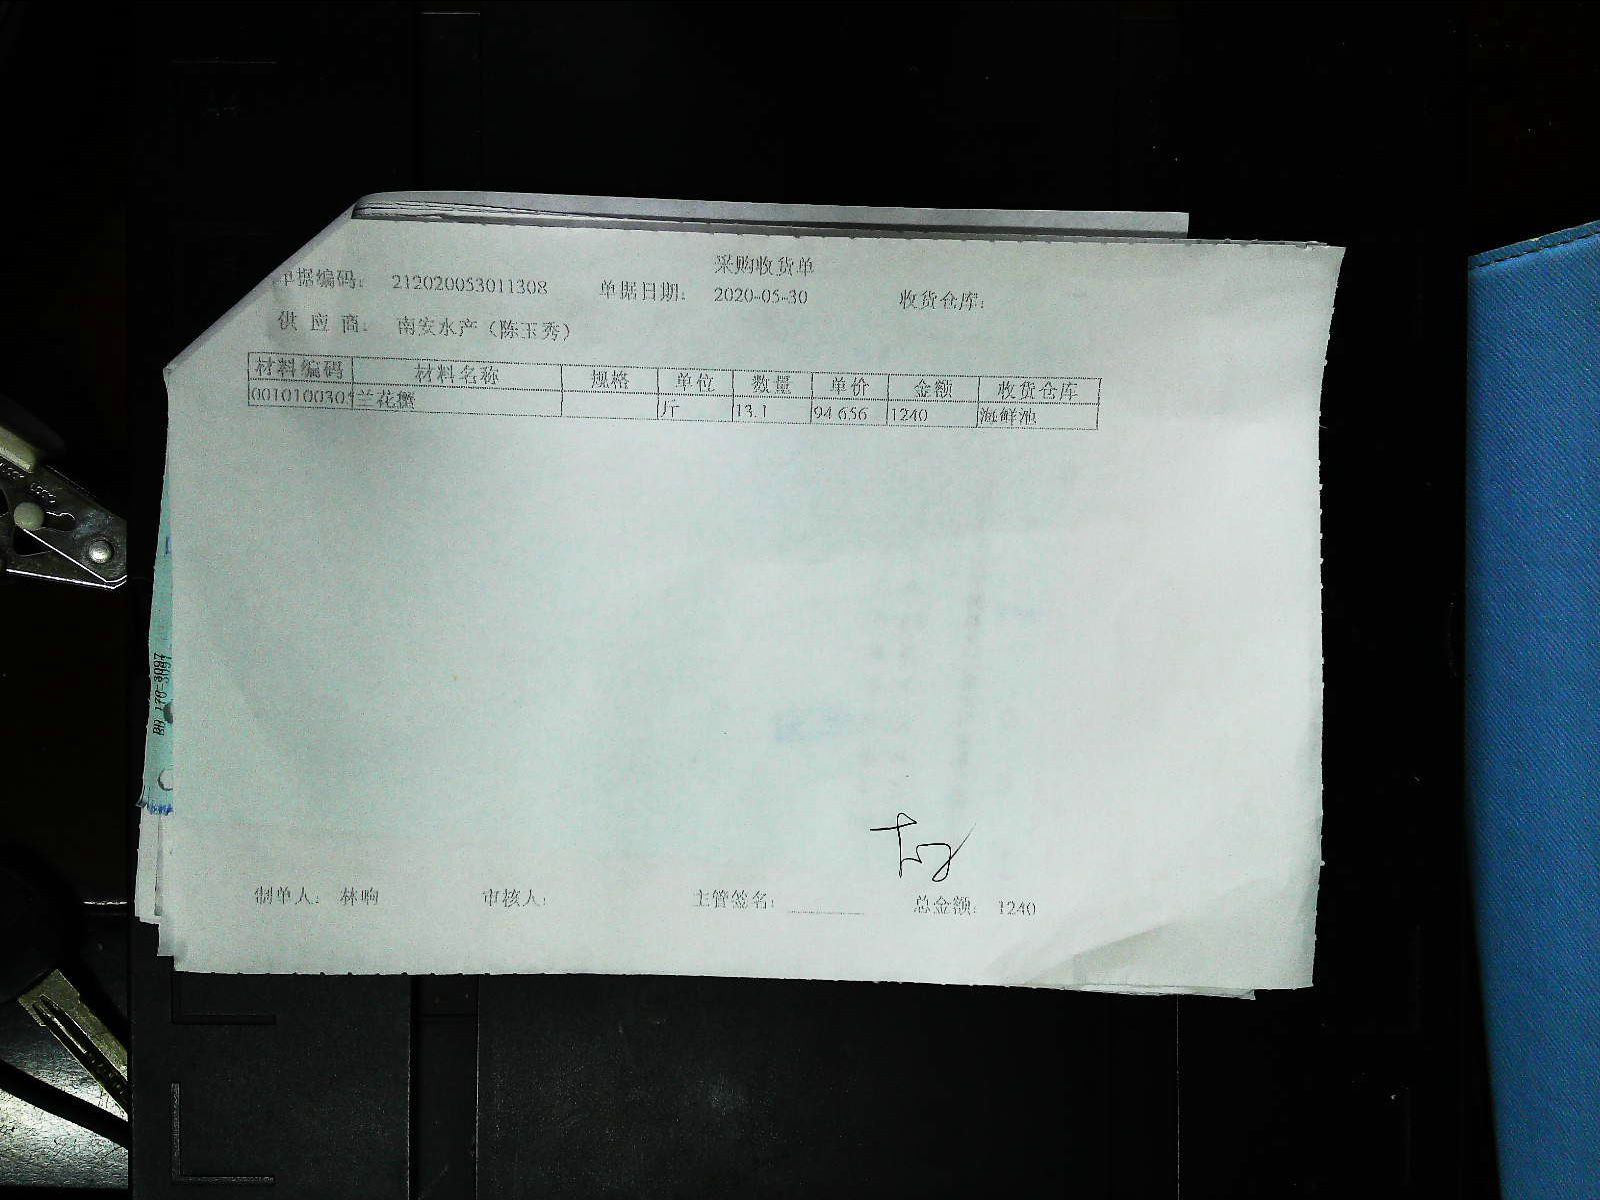 采购收货单
单据编码： 212020053011308 单据日期： 2020-05-30 收货仓库：
供应商： 南安水产（陈玉秀）
材料编码 材料名称 规格 单位 数量 单价 金额 收货仓库
0010100305 兰花蟹 斤 13.1 94.656 1240 海鲜池
制单人： 林晌 审核人： 主管签名： 总金额： 1240